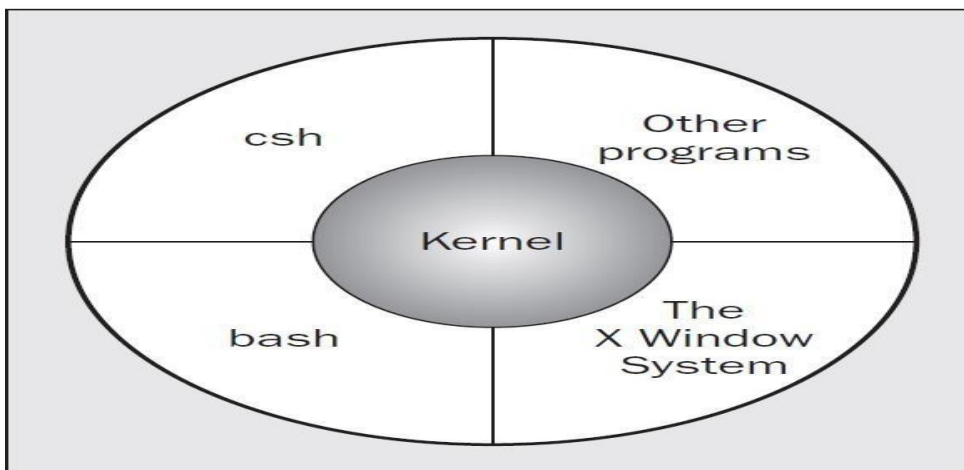 csh
Other
programs
Kernel
bash
The
X Window
System